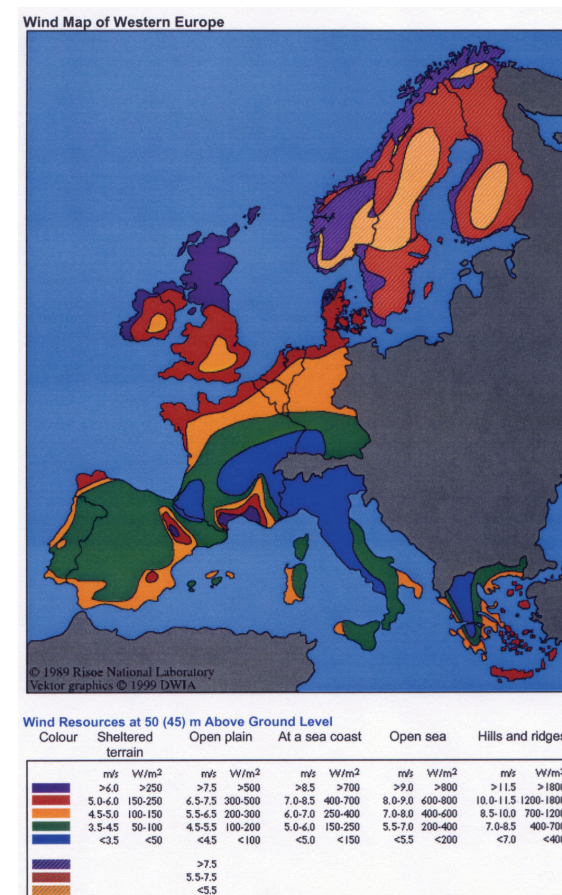 Wind Map of Western Europe
© 1989 Risoe National Laboratory
Vektor graphics © 1999 DWIA
Wind Resources at 50 (45) m Above Ground Level
Colour Sheltered terrain Open plain At a sea coast Open sea Hills and ridges
m/s W/m² m/s W/m² m/s W/m² m/s W/m² m/s W/m²
>6.0 >250 >7.5 >500 >8.5 >700 >9.0 >800 >11.5 >1800
5.0-6.0 150-250 6.5-7.5 300-500 7.0-8.5 400-700 8.0-9.0 600-800 10.0-11.5 1200-1800
4.5-5.0 100-150 5.5-6.5 200-300 6.0-7.0 250-400 7.0-8.0 400-600 8.5-10.0 700-1200
3.5-4.5 50-100 4.5-5.5 100-200 5.0-6.0 150-250 5.5-7.0 200-400 7.0-8.5 400-700
<3.5 <50 <4.5 <100 <5.0 <150 <5.5 <200 <7.0 <400
>7.5
5.5-7.5
<5.5